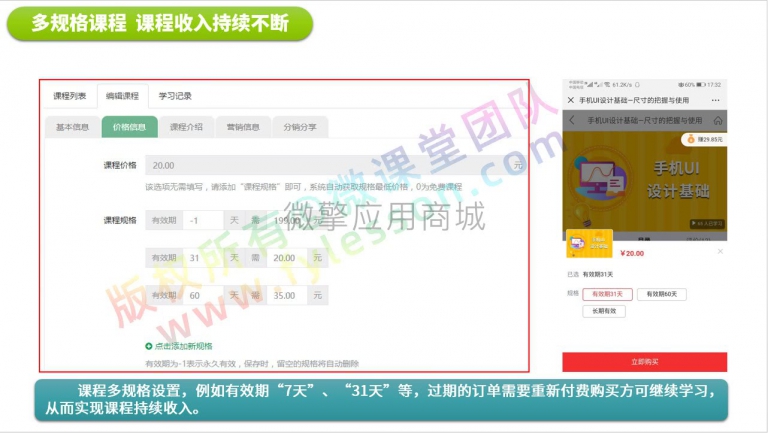 多规格课程 课程收入持续不断
课程列表 编辑课程 学习记录
基本信息 价格信息 课程介绍 营销信息 分销分享
课程价格 20.00 元
该选项无需填写,请添加“课程规格”即可,系统自动获取规格最低价格,0为免费课程
课程规格 有效期 -1 天 需 199.00 元
有效期 31 天 需 20.00 元
有效期 60 天 需 35.00 元
点击添加新规格
有效期为-1表示永久有效,保存时,留空的规格将自动删除
版权所有@微课堂团队
www.fylesson.com
微擎应用商城
61.2K/s 60% 17:32
手机UI设计基础—尺寸的把握与使用
手机UI设计基础—尺寸的把握与使用
赚29.85元
手机UI
设计基础
¥20.00
已选 有效期31天
规格 有效期31天 有效期60天
长期有效
立即购买
课程多规格设置,例如有效期“7天”、“31天”等,过期的订单需要重新付费购买方可继续学习,
从而实现课程持续收入。